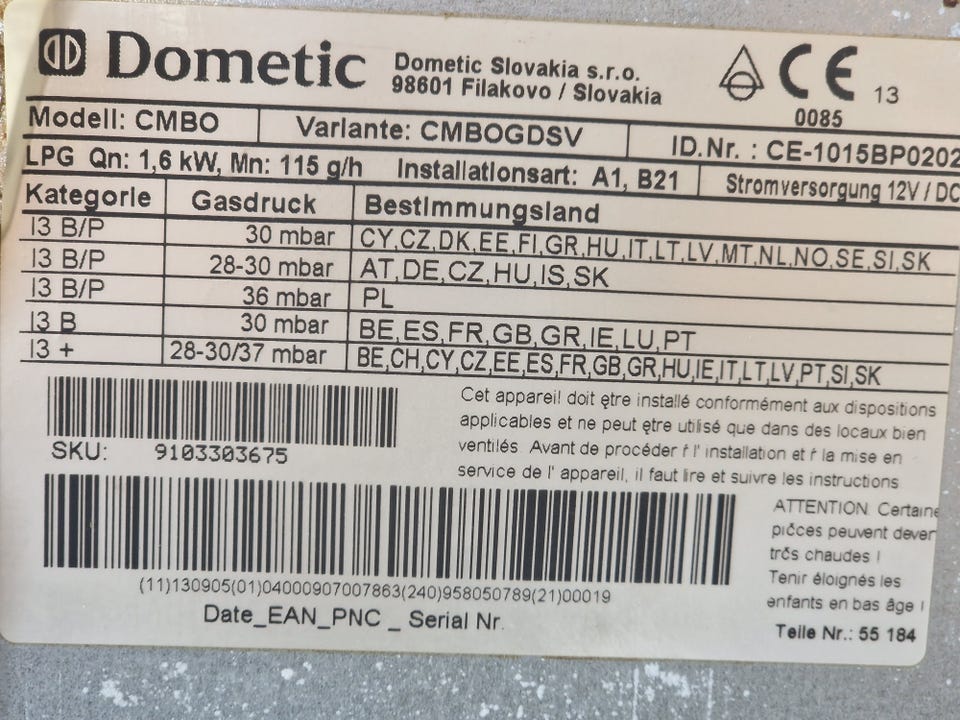 Dometic
Dometic Slovakia s.r.o.
98601 Filakovo / Slovakia
CE 13
0085
Modell: CMBO Variante: CMBOGDSV ID.Nr. : CE-1015BP0202
LPG Qn: 1,6 kW, Mn: 115 g/h Installationsart: A1, B21 Stromversorgung 12V / DC
Kategorie Gasdruck Bestimmungsland
I3 B/P 30 mbar CY,CZ,DK,EE,FI,GR,HU,IT,LT,LV,MT,NL,NO,SE,SI,SK
I3 B/P 28-30 mbar AT,DE,CZ,HU,IS,SK
I3 B/P 36 mbar PL
I3 B 30 mbar BE,ES,FR,GB,GR,IE,LU,PT
I3 + 28-30/37 mbar BE,CH,CY,CZ,EE,ES,FR,GB,GR,HU,IE,IT,LT,LV,PT,SI,SK
SKU: 9103303675
Cet appareil doit ętre installé conformément aux dispositions
applicables et ne peut ętre utilisé que dans des locaux bien
ventilés. Avant de procéder ŕ l' installation et ŕ la mise en
service de l' appareil, il faut lire et suivre les instructions
ATTENTION. Certaine
pičces peuvent deven
trčs chaudes !
Tenir éloignés les
enfants en bas âge !
Teile Nr.: 55 184
(11)130905(01)04000907007863(240)958050789(21)00019
Date_EAN_PNC _ Serial Nr.